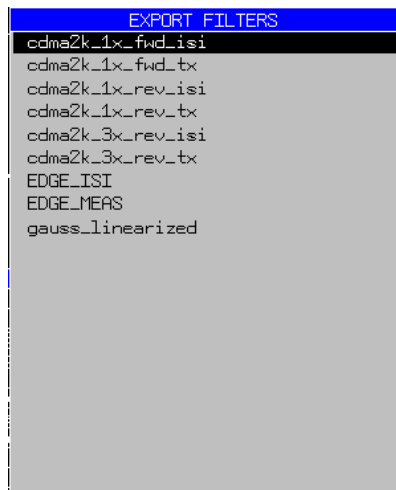 EXPORT FILTERS
cdma2k_1x_fwd_isi
cdma2k_1x_fwd_tx
cdma2k_1x_rev_isi
cdma2k_1x_rev_tx
cdma2k_3x_rev_isi
cdma2k_3x_rev_tx
EDGE_ISI
EDGE_MEAS
gauss_linearized